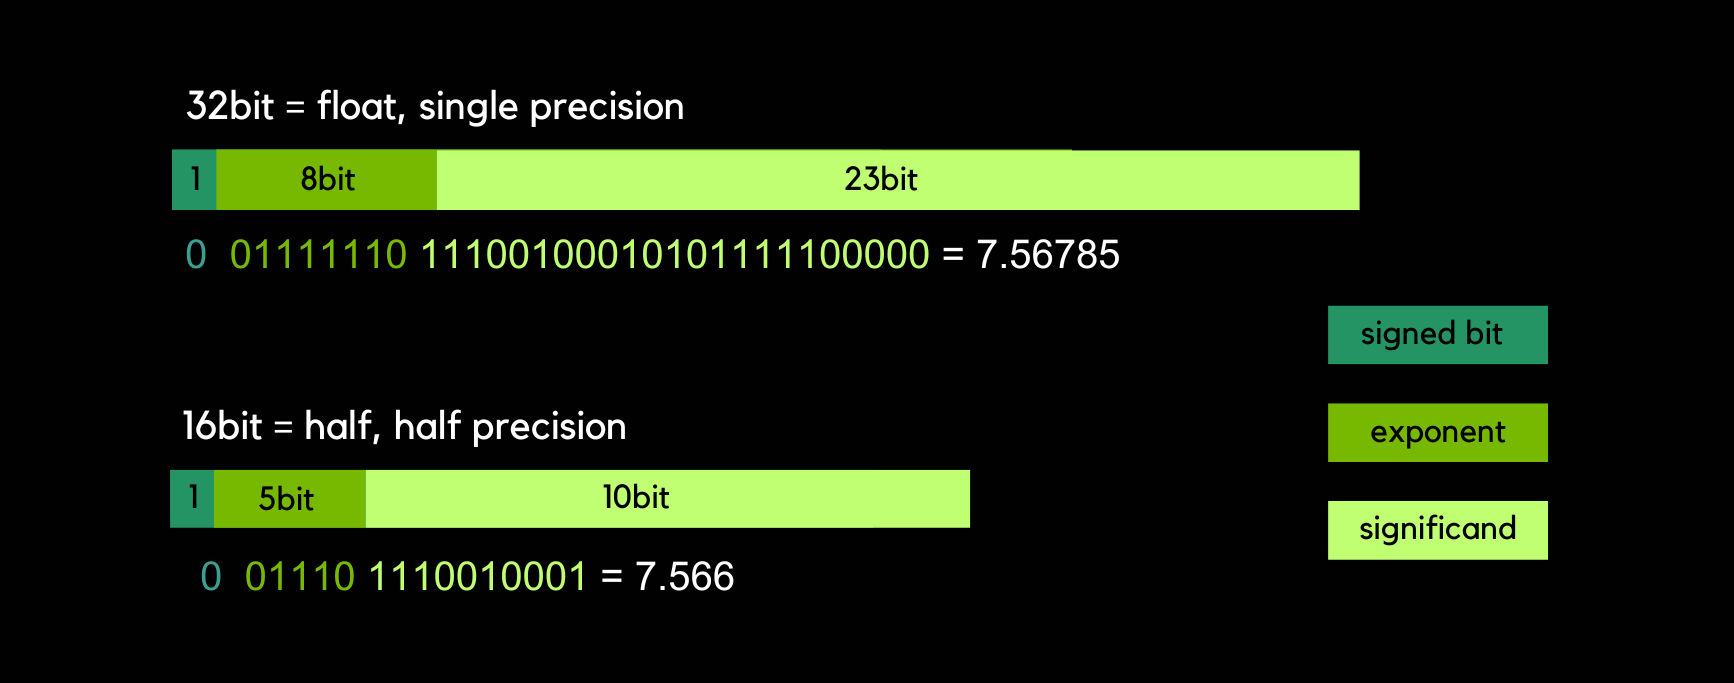 32bit = float, single precision
1 8bit 23bit
0 01111110 11100100010101111100000 = 7.56785
signed bit
exponent
significand
16bit = half, half precision
1 5bit 10bit
0 01110 1110010001 = 7.566